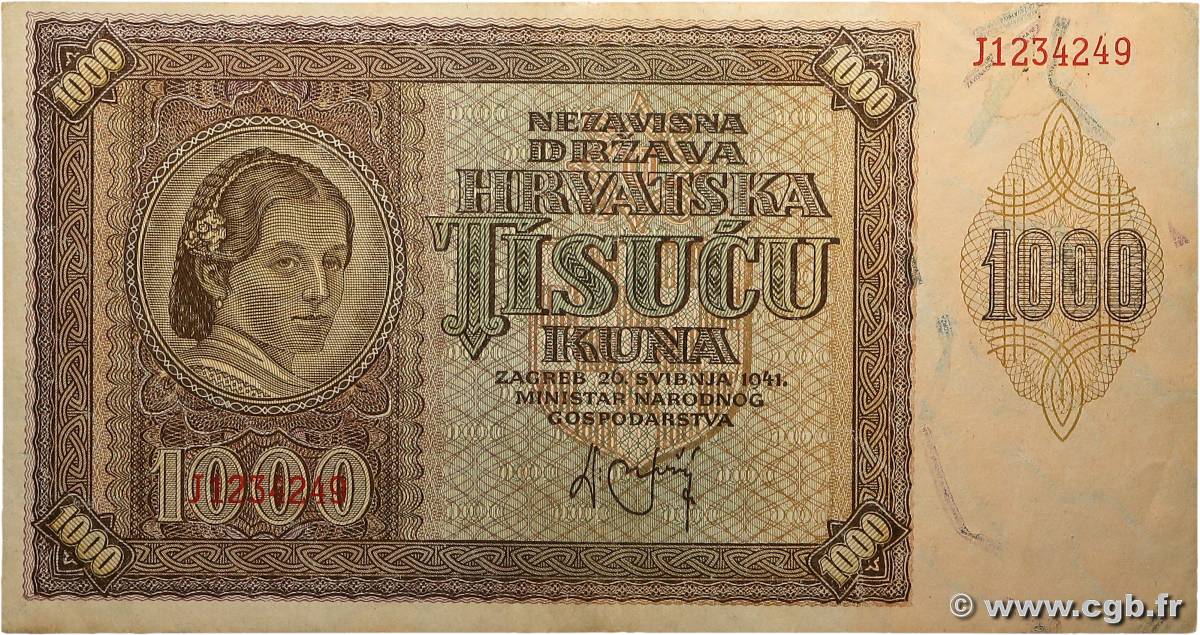 1000
1000
J1234249
NEZAVISNA
DRŽAVA
HRVATSKA
TISUĆU
KUNA
ZAGREB 26. SVIBNJA 1941.
MINISTAR NARODNOG
GOSPODARSTVA
1000
1000
J1234249
1000
1000
© www.cgb.fr